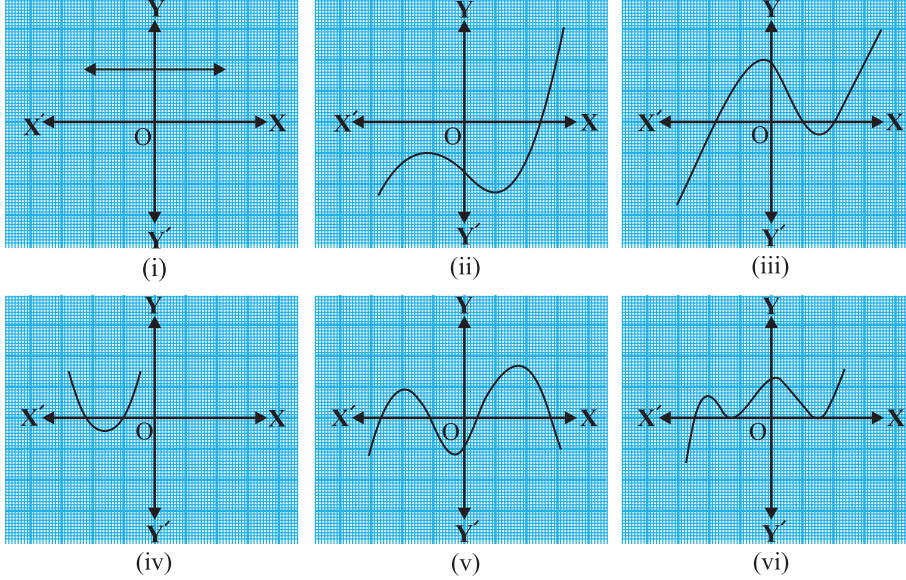 Y Y Y
X′ O X X′ O X X′ O X
Y′ Y′ Y′
(i) (ii) (iii)
Y Y Y
X′ O X X′ O X X′ O X
Y′ Y′ Y′
(iv) (v) (vi)